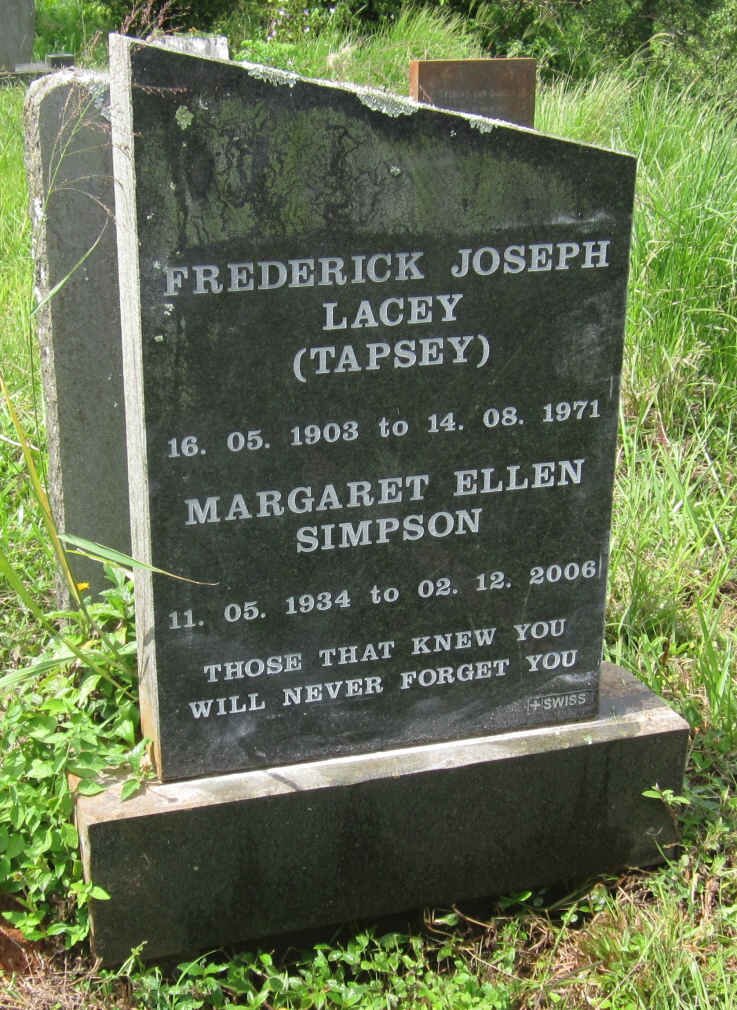 FREDERICK JOSEPH
LACEY
(TAPSEY)
16. 05. 1903 to 14. 08. 1971
MARGARET ELLEN
SIMPSON
11. 05. 1934 to 02. 12. 2006
THOSE THAT KNEW YOU
WILL NEVER FORGET YOU
SWISS